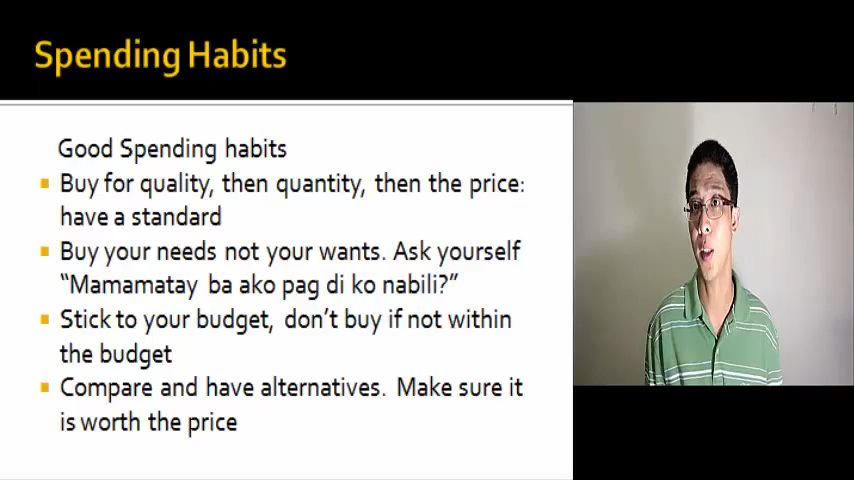 Spending Habits
Good Spending habits
Buy for quality, then quantity, then the price:
have a standard
Buy your needs not your wants. Ask yourself
“Mamamatay ba ako pag di ko nabili?”
Stick to your budget, don’t buy if not within
the budget
Compare and have alternatives. Make sure it
is worth the price